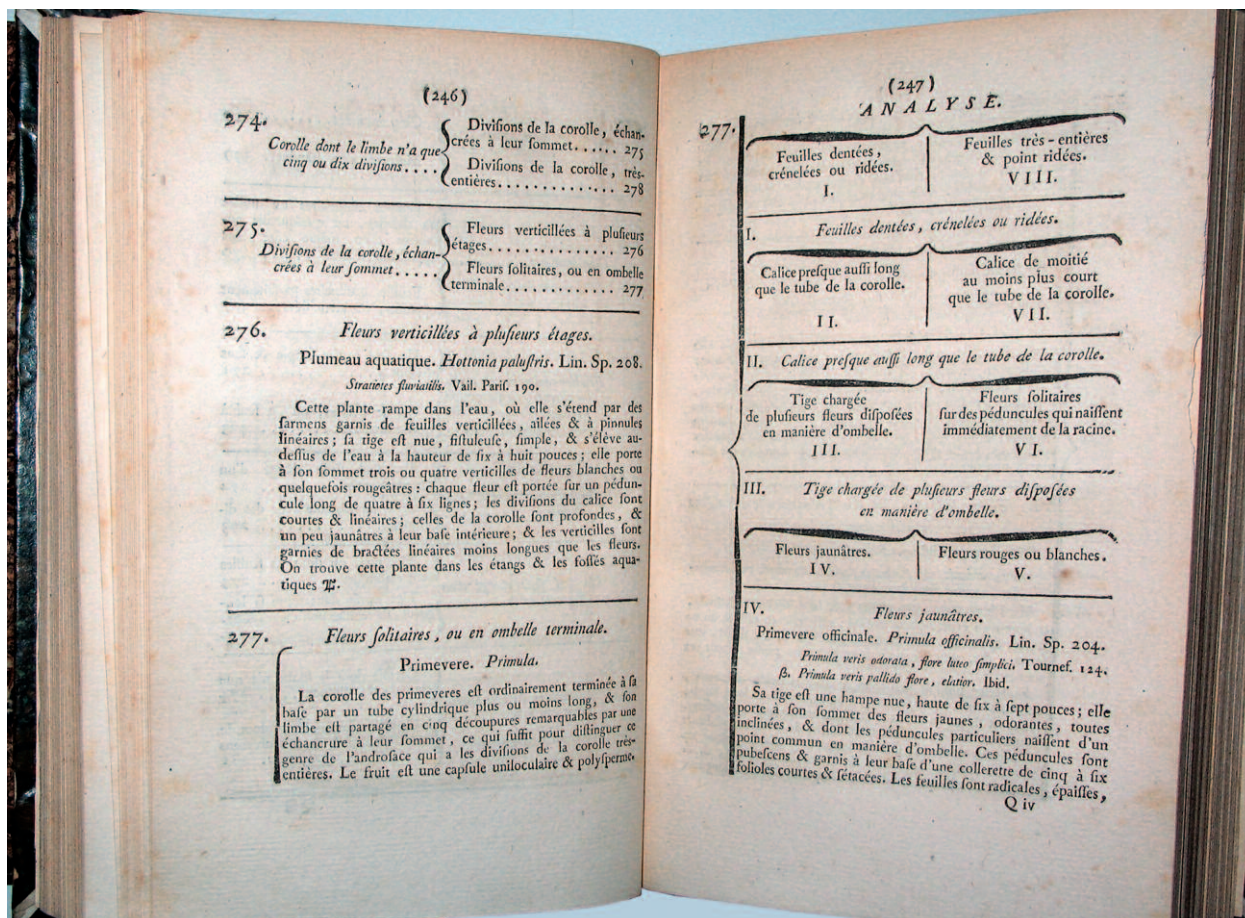 (246)
274.
Corolle dont le limbe n'a que
cinq ou dix divisions....
Divisions de la corolle, échan-
crées à leur sommet...... 275
Divisions de la corolle, très-
entières.............. 278
275.
Divisions de la corolle, échan-
crées à leur sommet.....
Fleurs verticillées à plusieurs
étages............... 276
Fleurs solitaires, ou en ombelle
terminale............. 277
276. Fleurs verticillées à plusieurs étages.
Plumeau aquatique. Hottonia palustris. Lin. Sp. 208.
Stratiotes fluviatilis. Vail. Paris. 190.
Cette plante rampe dans l'eau, où elle s'étend par des
sarmens garnis de feuilles verticillées, ailées & à pinnules
linéaires; sa tige est nue, fistuleuse, simple, & s'élève au-
dessus de l'eau à la hauteur de six à huit pouces; elle porte
à son sommet trois ou quatre verticilles de fleurs blanches ou
quelquefois rougeâtres : chaque fleur est portée sur un pédun-
cule long de quatre à six lignes; les divisions du calice sont
courtes & linéaires; celles de la corolle sont profondes, &
un peu jaunâtres à leur base intérieure; & les verticilles sont
garnies de bractées linéaires moins longues que les fleurs.
On trouve cette plante dans les étangs & les fossés aqua-
tiques ♃.
277. Fleurs solitaires, ou en ombelle terminale.
Primevere. Primula.
La corolle des primeveres est ordinairement terminée à sa
base par un tube cylindrique plus ou moins long, & son
limbe est partagé en cinq découpures remarquables par une
échancrure à leur sommet, ce qui suffit pour distinguer ce
genre de l'androsace qui a les divisions de la corolle très-
entières. Le fruit est une capsule uniloculaire & polysperme.
(247)
ANALYSE.
277.
Feuilles dentées,
crénelées ou ridées.
I.
Feuilles très-entières
& point ridées.
VIII.
I. Feuilles dentées, crénelées ou ridées.
Calice presque aussi long
que le tube de la corolle.
II.
Calice de moitié
au moins plus court
que le tube de la corolle.
VII.
II. Calice presque aussi long que le tube de la corolle.
Tige chargée
de plusieurs fleurs disposées
en manière d'ombelle.
III.
Fleurs solitaires
sur des péduncules qui naissent
immédiatement de la racine.
VI.
III. Tige chargée de plusieurs fleurs disposées
en manière d'ombelle.
Fleurs jaunâtres.
IV.
Fleurs rouges ou blanches.
V.
IV. Fleurs jaunâtres.
Primevere officinale. Primula officinalis. Lin. Sp. 204.
Primula veris odorata, flore luteo simplici. Tournef. 124.
β. Primula veris pallido flore, elatior. Ibid.
Sa tige est une hampe nue, haute de six à sept pouces; elle
porte à son sommet des fleurs jaunes, odorantes, toutes
inclinées, & dont les péduncules particuliers naissent d'un
point commun en manière d'ombelle. Ces péduncules sont
pubescens & garnis à leur base d'une collerette de cinq à six
folioles courtes & sétacées. Les feuilles sont radicales, épaisses,
Q iv